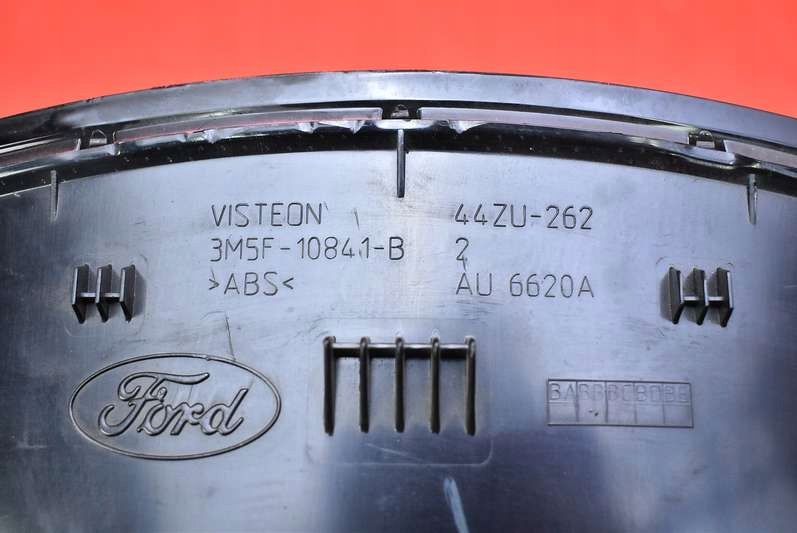 VISTEON 44ZU-262
3M5F-10841-B 2
>ABS< AU 6620A
Ford